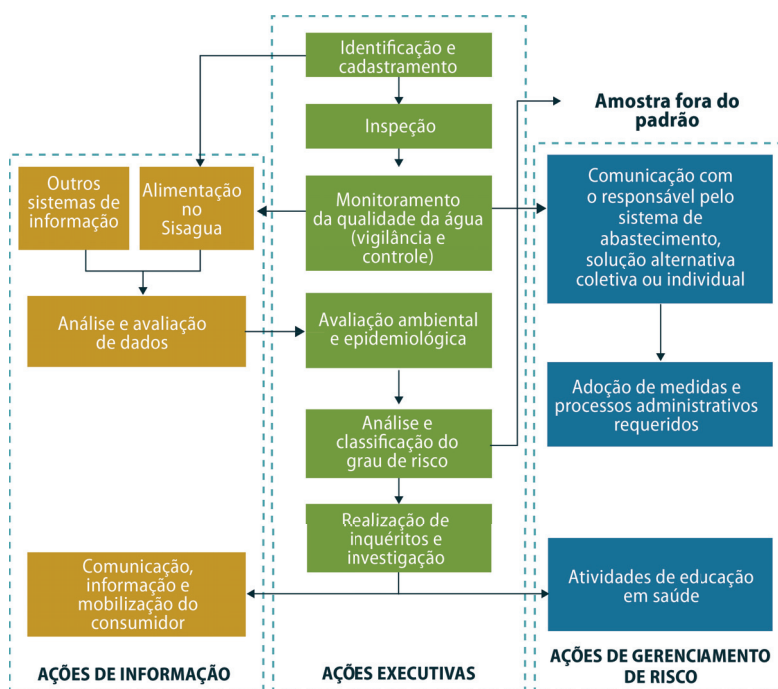 Identificação e
cadastramento
Inspeção
Amostra fora do
padrão
Outros
sistemas de
informação
Alimentação
no
Sisagua
Monitoramento
da qualidade da água
(vigilância e
controle)
Comunicação com
o responsável pelo
sistema de
abastecimento,
solução alternativa
coletiva ou individual
Análise e avaliação
de dados
Avaliação ambiental
e epidemiológica
Adoção de medidas e
processos administrativos
requeridos
Análise e
classificação do
grau de risco
Realização de
inquéritos e
investigação
Comunicação,
informação e
mobilização do
consumidor
Atividades de educação
em saúde
AÇÕES DE INFORMAÇÃO
AÇÕES EXECUTIVAS
AÇÕES DE GERENCIAMENTO
DE RISCO